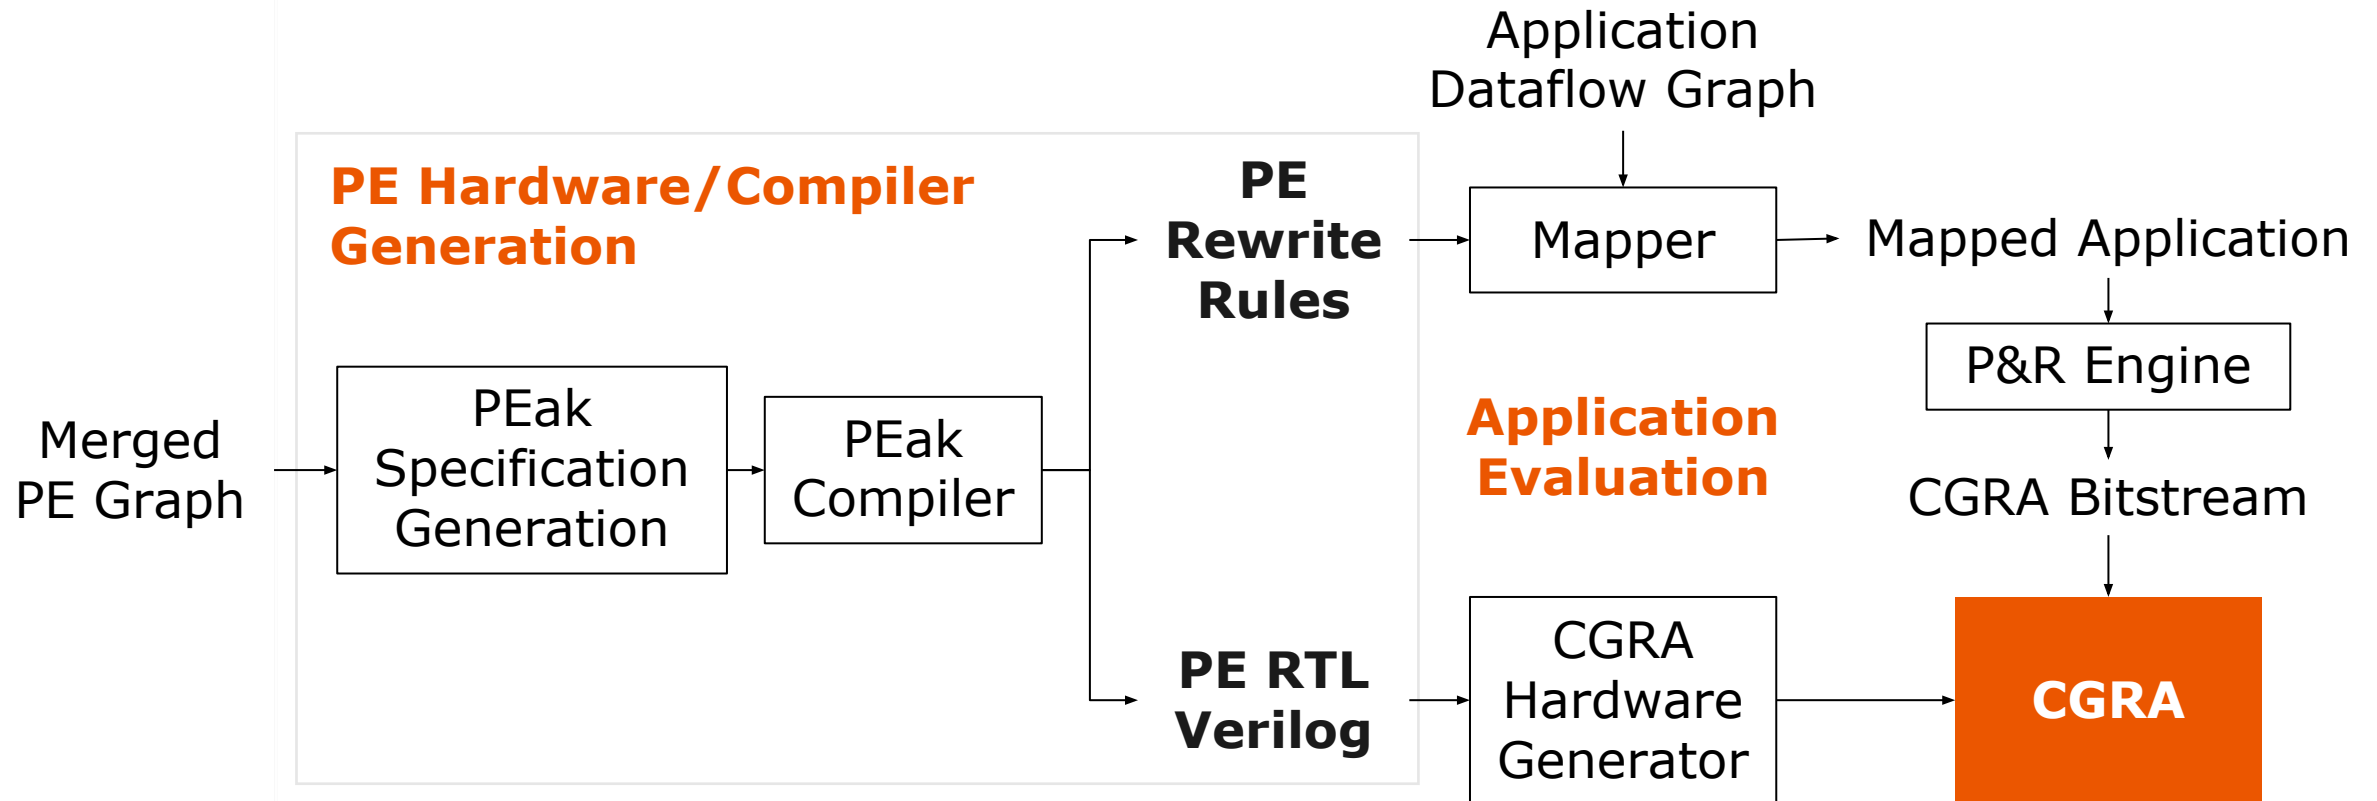 Merged
PE Graph
PE Hardware/Compiler
Generation
PEak
Specification
Generation
PEak
Compiler
PE
Rewrite
Rules
PE RTL
Verilog
Application
Dataflow Graph
Mapper
Mapped Application
P&R Engine
CGRA Bitstream
Application
Evaluation
CGRA
Hardware
Generator
CGRA